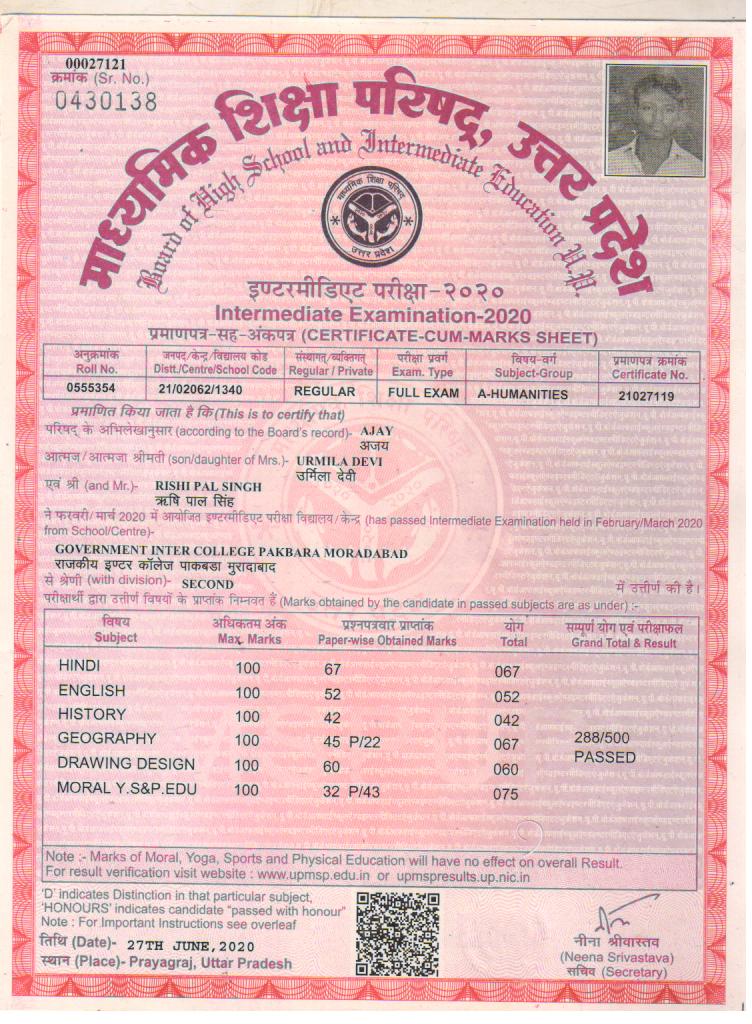 00027121
क्रमांक (Sr. No.)
0430138
माध्यमिक शिक्षा परिषद्, उत्तर प्रदेश
Board of High School and Intermediate Education U.P.
माध्यमिक शिक्षा परिषद
उत्तर प्रदेश
इण्टरमीडिएट परीक्षा-२०२०
Intermediate Examination-2020
प्रमाणपत्र-सह-अंकपत्र (CERTIFICATE-CUM-MARKS SHEET)
अनुक्रमांक जनपद/केन्द्र/विद्यालय कोड संस्थागत/व्यक्तिगत परीक्षा प्रवर्ग विषय-वर्ग प्रमाणपत्र क्रमांक
Roll No. Distt./Centre/School Code Regular / Private Exam. Type Subject-Group Certificate No.
0555354 21/02062/1340 REGULAR FULL EXAM A-HUMANITIES 21027119
प्रमाणित किया जाता है कि (This is to certify that)
परिषद् के अभिलेखानुसार (according to the Board's record)- AJAY
अजय
आत्मज/आत्मजा श्रीमती (son/daughter of Mrs.)- URMILA DEVI
उर्मिला देवी
एवं श्री (and Mr.)- RISHI PAL SINGH
ऋषि पाल सिंह
ने फरवरी/मार्च 2020 में आयोजित इण्टरमीडिएट परीक्षा विद्यालय/केन्द्र (has passed Intermediate Examination held in February/March 2020
from School/Centre)-
GOVERNMENT INTER COLLEGE PAKBARA MORADABAD
राजकीय इण्टर कॉलेज पाकबडा मुरादाबाद
से श्रेणी (with division)- SECOND में उत्तीर्ण की है।
परीक्षार्थी द्वारा उत्तीर्ण विषयों के प्राप्तांक निम्नवत हैं (Marks obtained by the candidate in passed subjects are as under) :-
विषय अधिकतम अंक प्रश्नपत्रवार प्राप्तांक योग सम्पूर्ण योग एवं परीक्षाफल
Subject Max. Marks Paper-wise Obtained Marks Total Grand Total & Result
HINDI 100 67 067
ENGLISH 100 52 052
HISTORY 100 42 042
GEOGRAPHY 100 45 P/22 067 288/500
DRAWING DESIGN 100 60 060 PASSED
MORAL Y.S&P.EDU 100 32 P/43 075
Note :- Marks of Moral, Yoga, Sports and Physical Education will have no effect on overall Result.
For result verification visit website : www.upmsp.edu.in or upmspresults.up.nic.in
'D' indicates Distinction in that particular subject,
'HONOURS' indicates candidate "passed with honour"
Note : For Important Instructions see overleaf
तिथि (Date)- 27TH JUNE,2020
स्थान (Place)- Prayagraj, Uttar Pradesh
नीना श्रीवास्तव
(Neena Srivastava)
सचिव (Secretary)